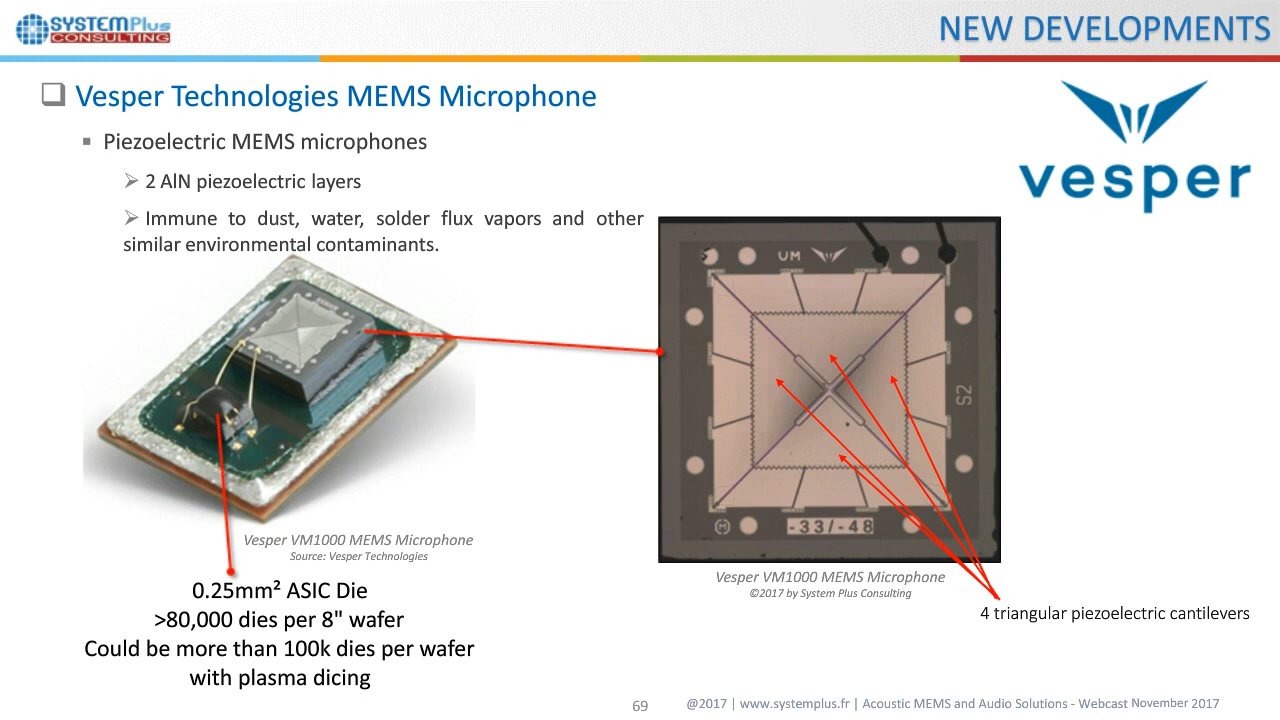 SYSTEMPlus
CONSULTING
NEW DEVELOPMENTS
Vesper Technologies MEMS Microphone
vesper
Piezoelectric MEMS microphones
2 AlN piezoelectric layers
Immune to dust, water, solder flux vapors and other
similar environmental contaminants.
VM
S2
-33/-48
M
Vesper VM1000 MEMS Microphone
Source: Vesper Technologies
Vesper VM1000 MEMS Microphone
©2017 by System Plus Consulting
0.25mm² ASIC Die
>80,000 dies per 8" wafer
Could be more than 100k dies per wafer
with plasma dicing
4 triangular piezoelectric cantilevers
69
@2017 | www.systemplus.fr | Acoustic MEMS and Audio Solutions - Webcast November 2017